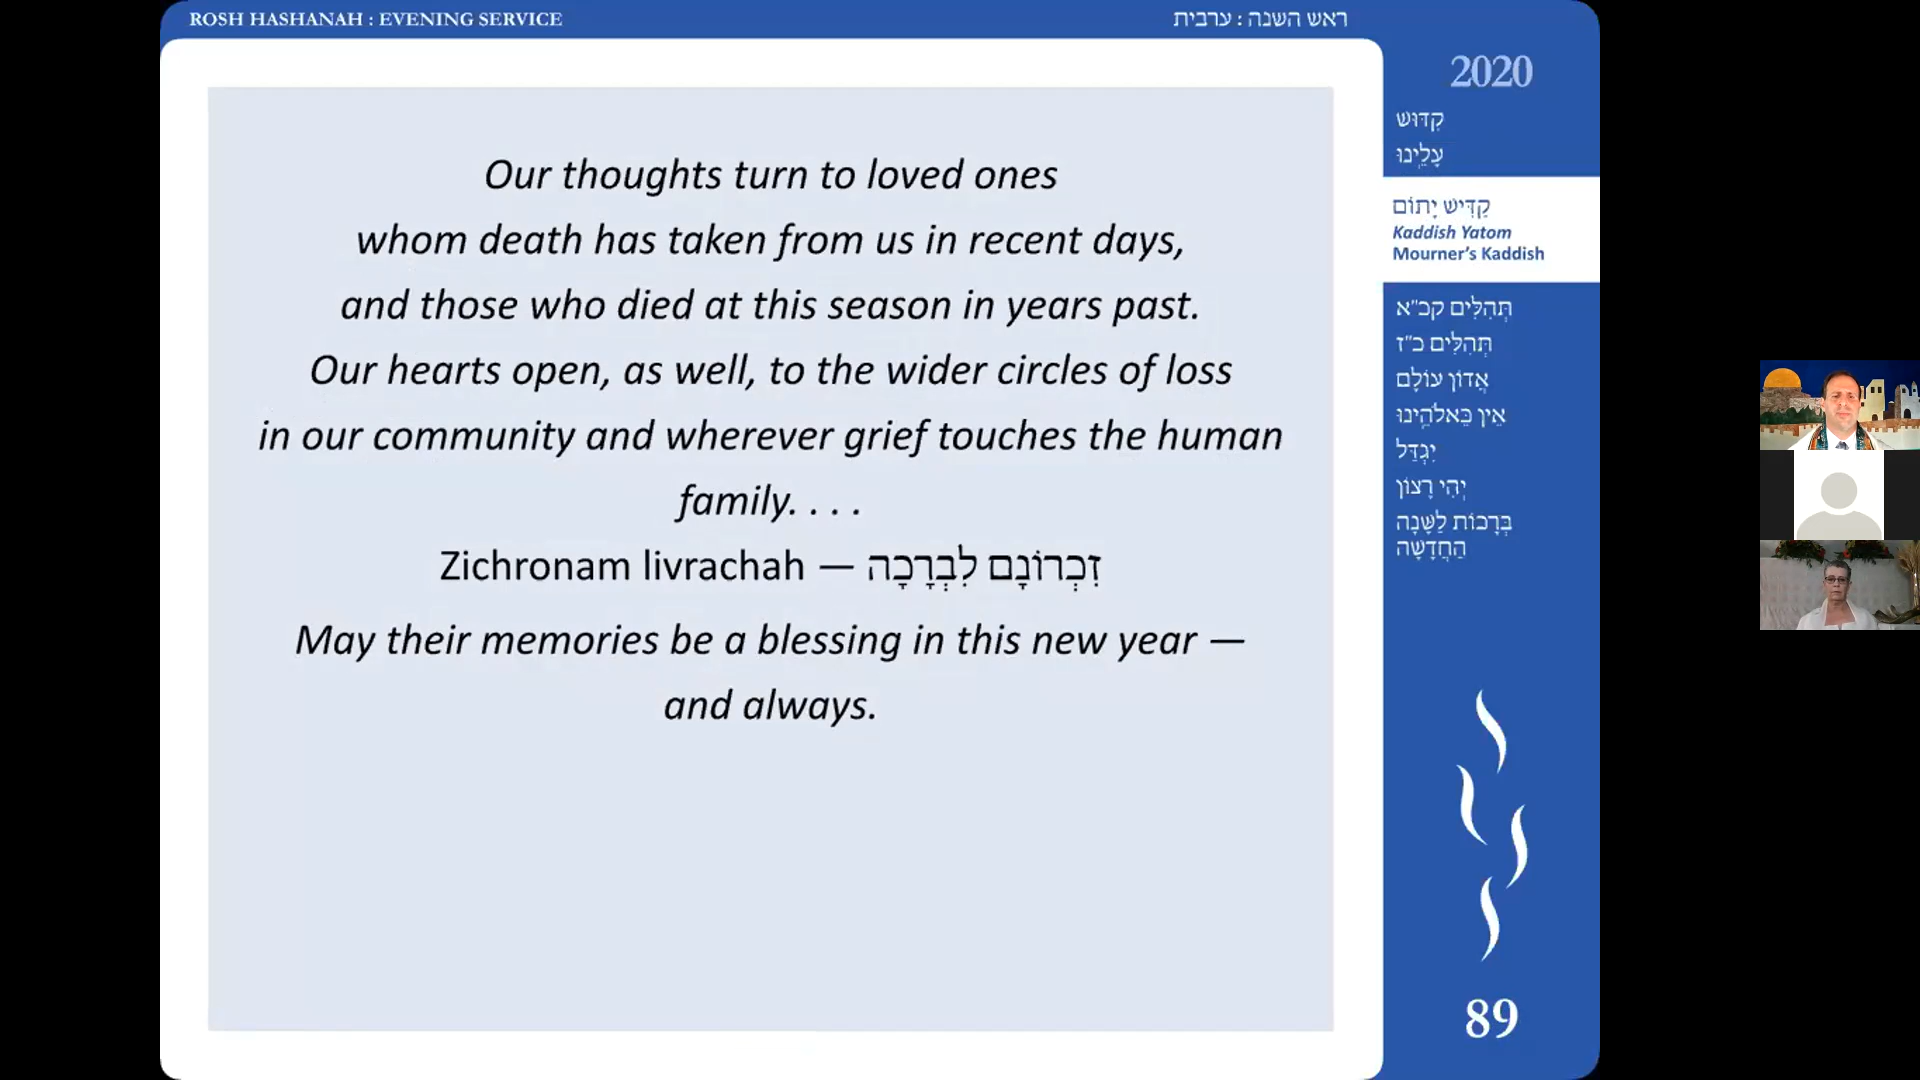 ROSH HASHANAH : EVENING SERVICE
ראש השנה : ערבית
Our thoughts turn to loved ones
whom death has taken from us in recent days,
and those who died at this season in years past.
Our hearts open, as well, to the wider circles of loss
in our community and wherever grief touches the human
family. . . .
Zichronam livrachah — זִכְרוֹנָם לִבְרָכָה
May their memories be a blessing in this new year —
and always.
2020
קִדּוּשׁ
עָלֵֽינוּ
קַדִּישׁ יָתוֹם
Kaddish Yatom
Mourner’s Kaddish
תְּהִלִּים קכ״א
תְּהִלִּים כ״ז
אֲדוֹן עוֹלָם
אֵין כֵּאלֹהֵֽינוּ
יִגְדַּל
יְהִי רָצוֹן
בְּרָכוֹת לַשָּׁנָה
הַחֲדָשָׁה
89